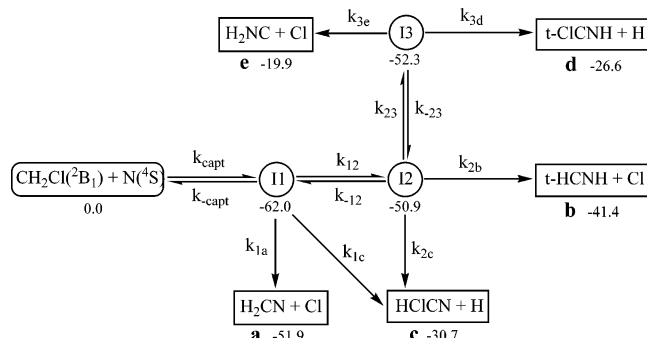 H₂NC + Cl
k₃ₑ
I3
k₃d
t-ClCNH + H
e -19.9
-52.3
d -26.6
k₂₃
k₋₂₃
CH₂Cl(²B₁) + N(⁴S)
k_capt
k_-capt
I1
k₁₂
k₋₁₂
I2
k₂b
t-HCNH + Cl
0.0
-62.0
-50.9
b -41.4
k₁ₐ
k₁c
k₂c
H₂CN + Cl
HClCN + H
a -51.9
c -30.7